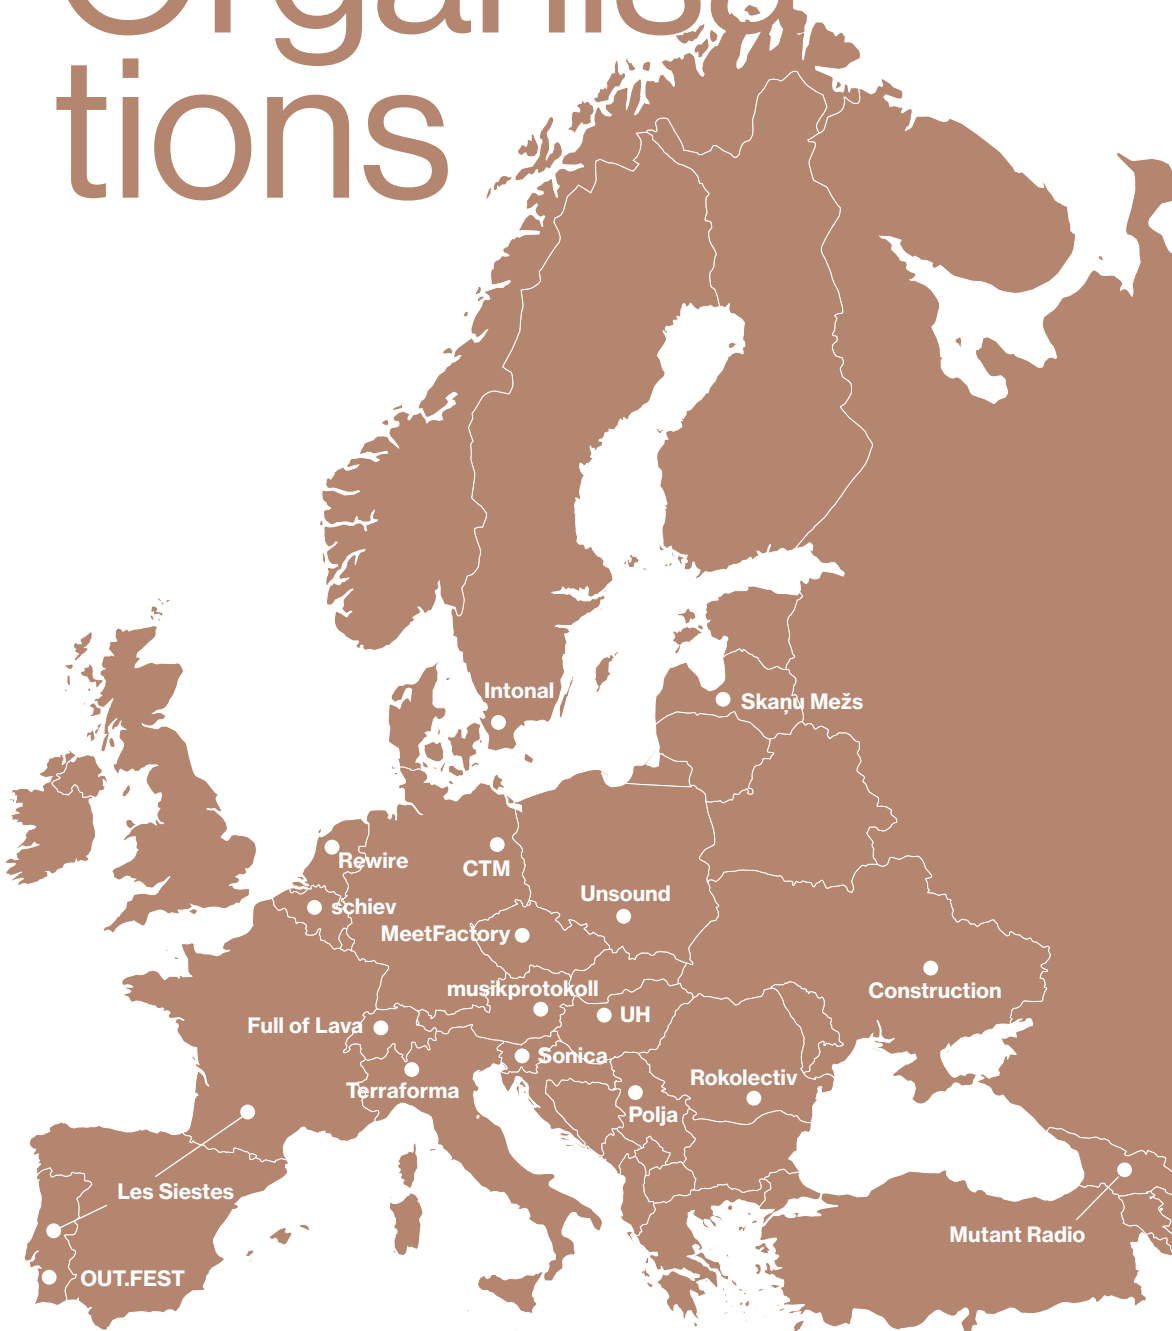 Organisa
tions
Intonal
Skaņu Mežs
Rewire
CTM
Unsound
schiev
MeetFactory
musikprotokoll
Construction
UH
Full of Lava
Sonica
Terraforma
Rokolectiv
Polja
Les Siestes
Mutant Radio
OUT.FEST